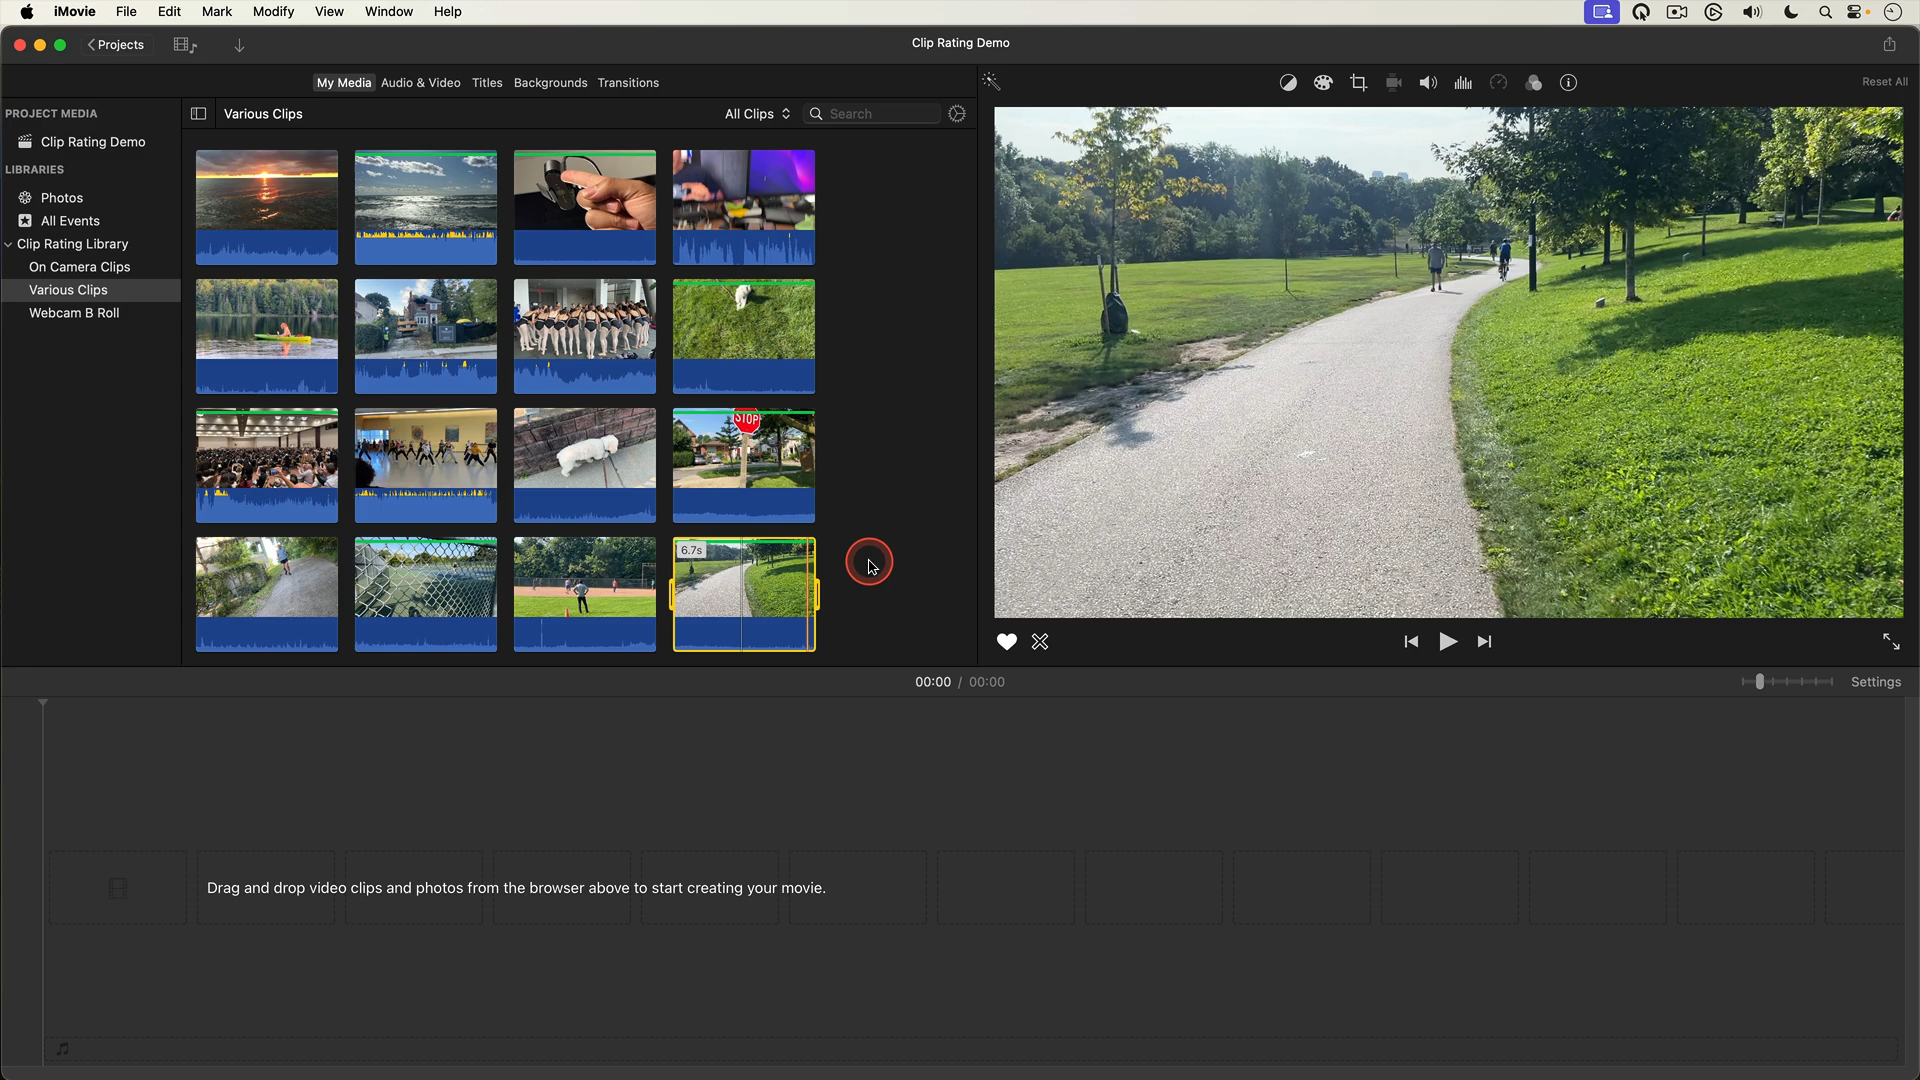 iMovie File Edit Mark Modify View Window Help
Projects
Clip Rating Demo
My Media Audio & Video Titles Backgrounds Transitions
Reset All
PROJECT MEDIA
Clip Rating Demo
LIBRARIES
Photos
All Events
Clip Rating Library
On Camera Clips
Various Clips
Webcam B Roll
Various Clips
All Clips
Search
STOP
6.7s
00:00 / 00:00
Settings
Drag and drop video clips and photos from the browser above to start creating your movie.